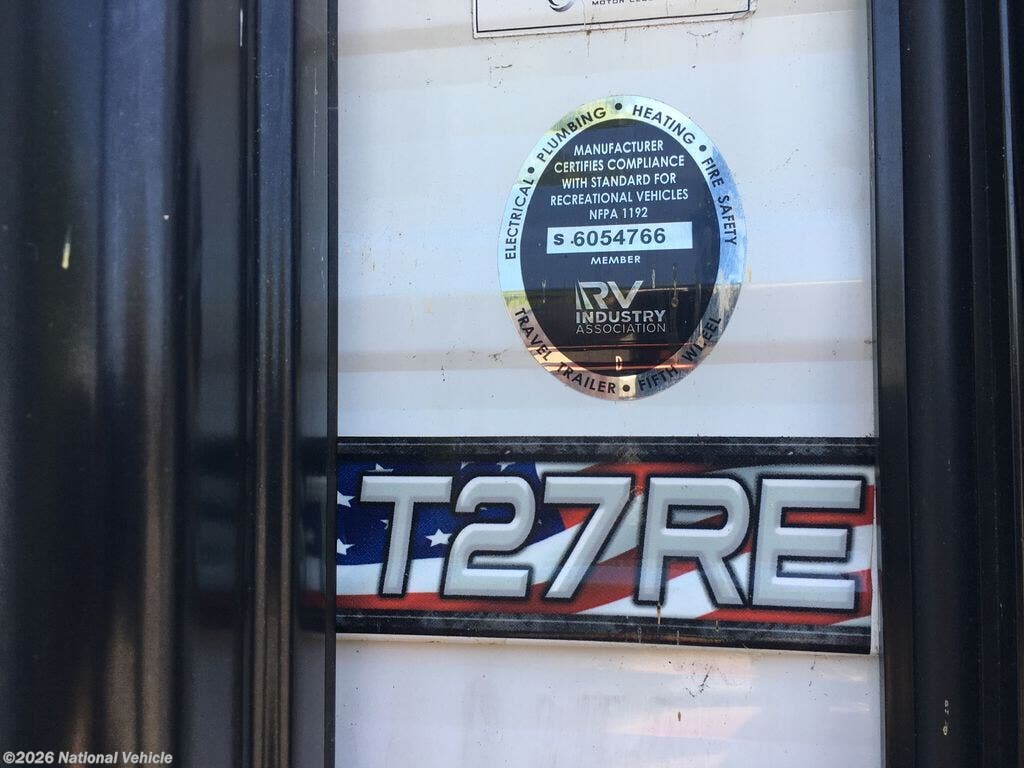 ELECTRICAL • PLUMBING • HEATING • FIRE SAFETY
MANUFACTURER
CERTIFIES COMPLIANCE
WITH STANDARD FOR
RECREATIONAL VEHICLES
NFPA 1192
S 6054766
MEMBER
RV
INDUSTRY
ASSOCIATION
D
TRAVEL TRAILER • FIFTH WHEEL
T27RE
©2026 National Vehicle